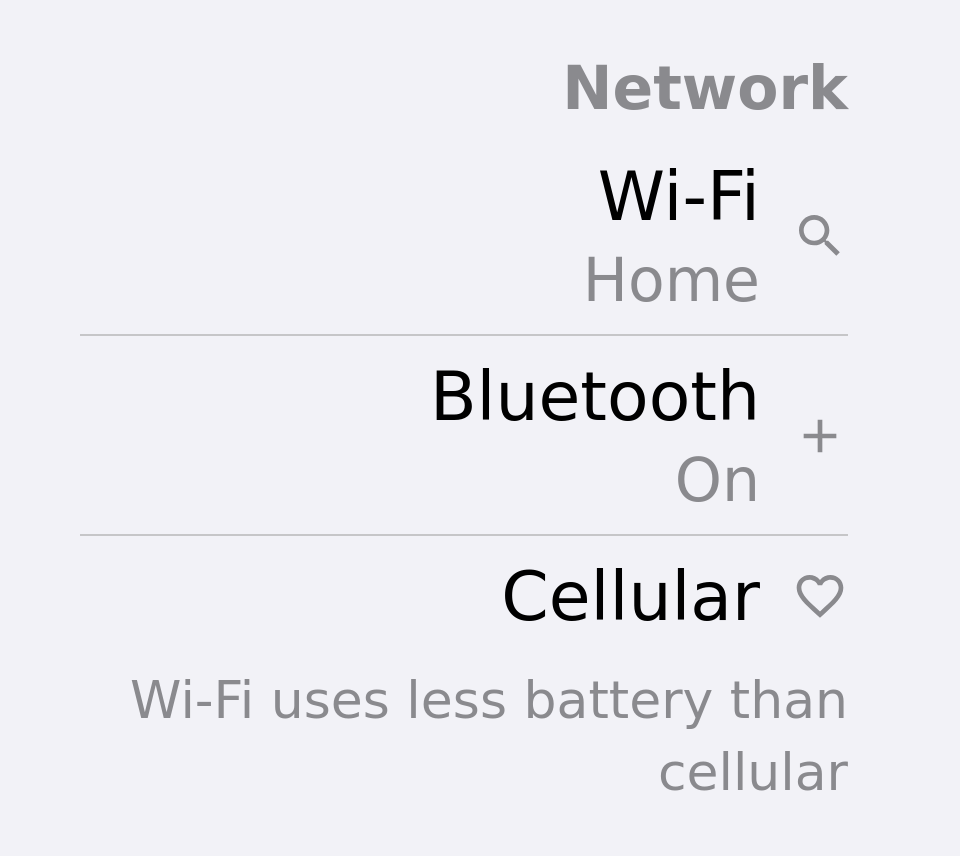 Network
Wi-Fi
Home
Bluetooth
On
Cellular
Wi-Fi uses less battery than
cellular